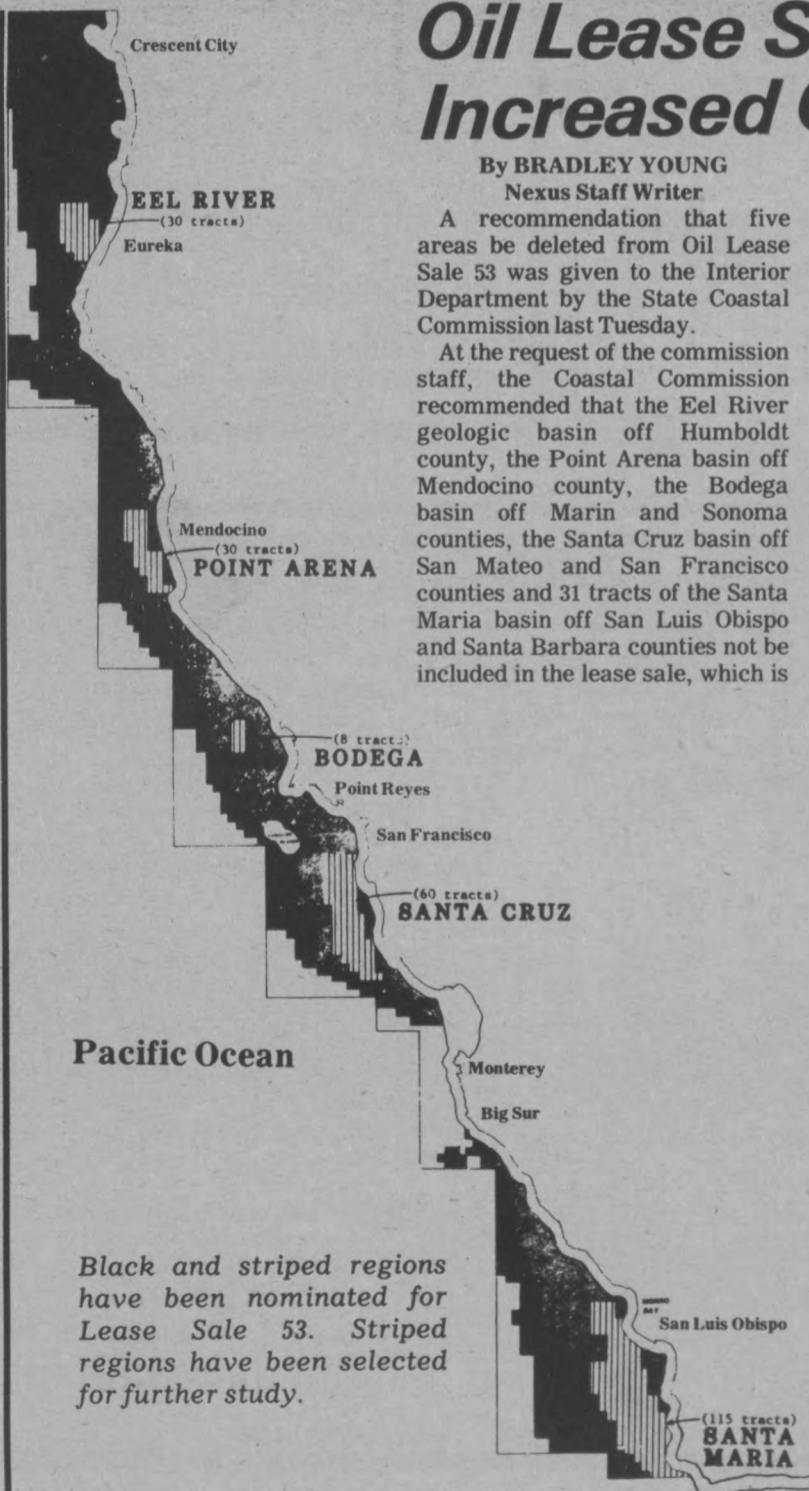 Oil Lease S
Increased
By BRADLEY YOUNG
Nexus Staff Writer
A recommendation that five
areas be deleted from Oil Lease
Sale 53 was given to the Interior
Department by the State Coastal
Commission last Tuesday.
At the request of the commission
staff, the Coastal Commission
recommended that the Eel River
geologic basin off Humboldt
county, the Point Arena basin off
Mendocino county, the Bodega
basin off Marin and Sonoma
counties, the Santa Cruz basin off
San Mateo and San Francisco
counties and 31 tracts of the Santa
Maria basin off San Luis Obispo
and Santa Barbara counties not be
included in the lease sale, which is
Crescent City
EEL RIVER
(30 tracts)
Eureka
Mendocino
(30 tracts)
POINT ARENA
(8 tracts)
BODEGA
Point Reyes
San Francisco
(60 tracts)
SANTA CRUZ
Pacific Ocean
Monterey
Big Sur
San Luis Obispo
(115 tracts)
SANTA
MARIA
Black and striped regions
have been nominated for
Lease Sale 53. Striped
regions have been selected
for further study.